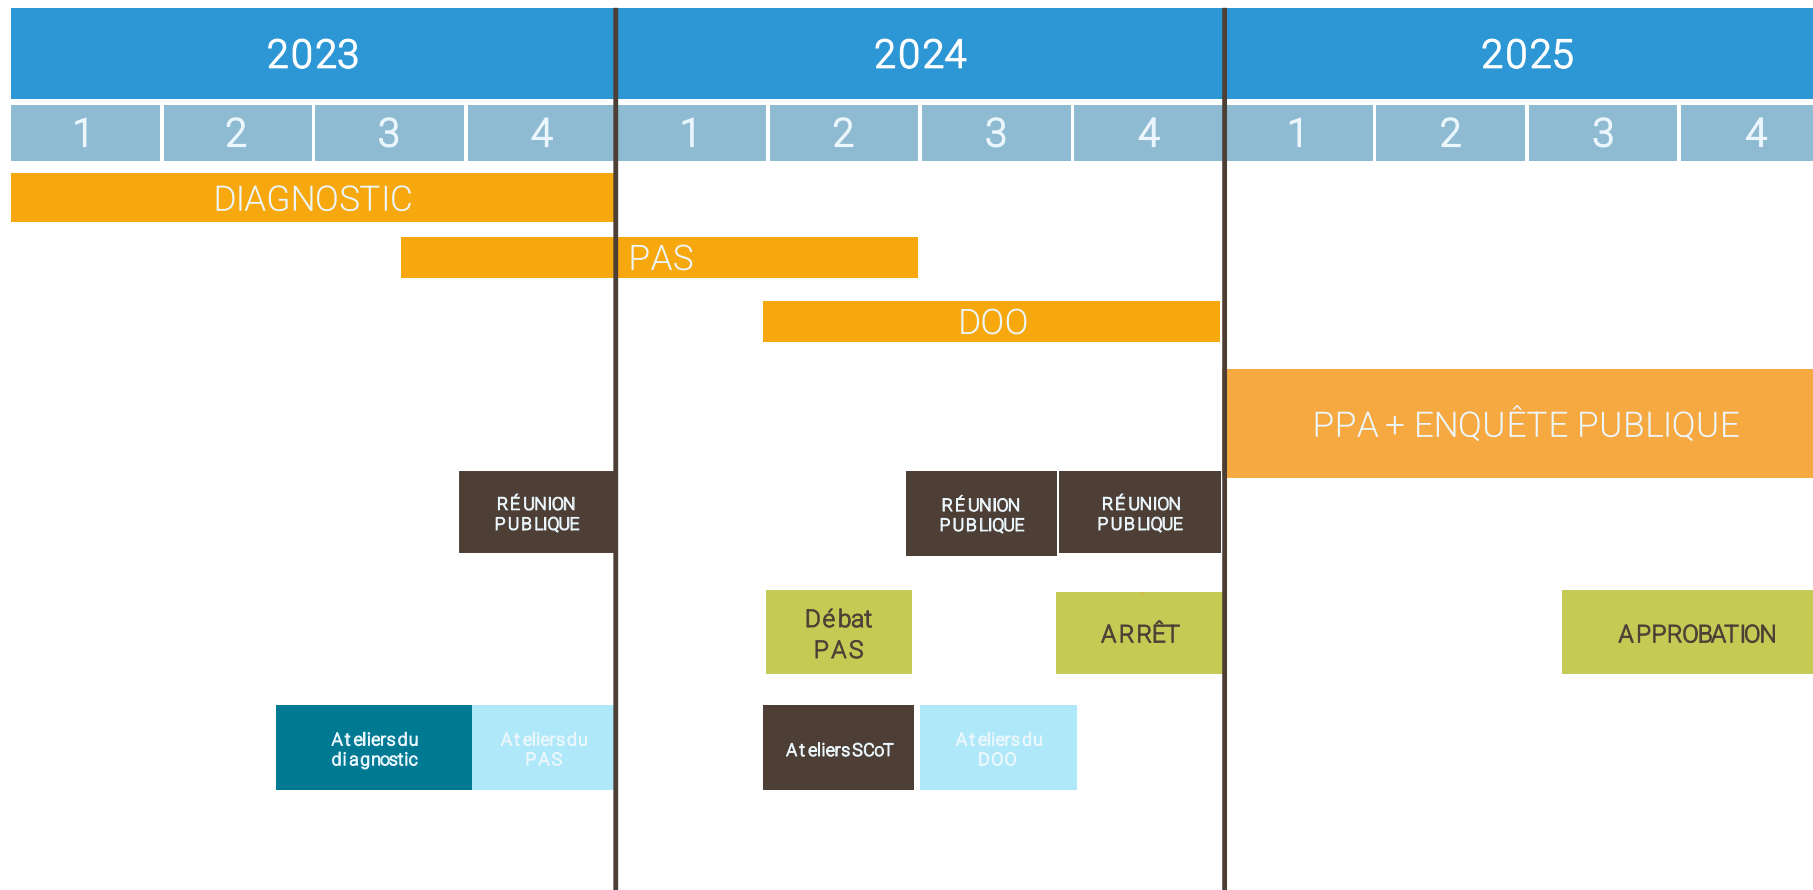 2023 2024 2025
1 2 3 4 1 2 3 4 1 2 3 4
DIAGNOSTIC
PAS
DOO
PPA + ENQUÊTE PUBLIQUE
RÉUNION
PUBLIQUE
RÉUNION
PUBLIQUE
RÉUNION
PUBLIQUE
Débat
PAS
ARRÊT
APPROBATION
Ateliers du
diagnostic
Ateliers du
PAS
Ateliers SCoT
Ateliers du
DOO